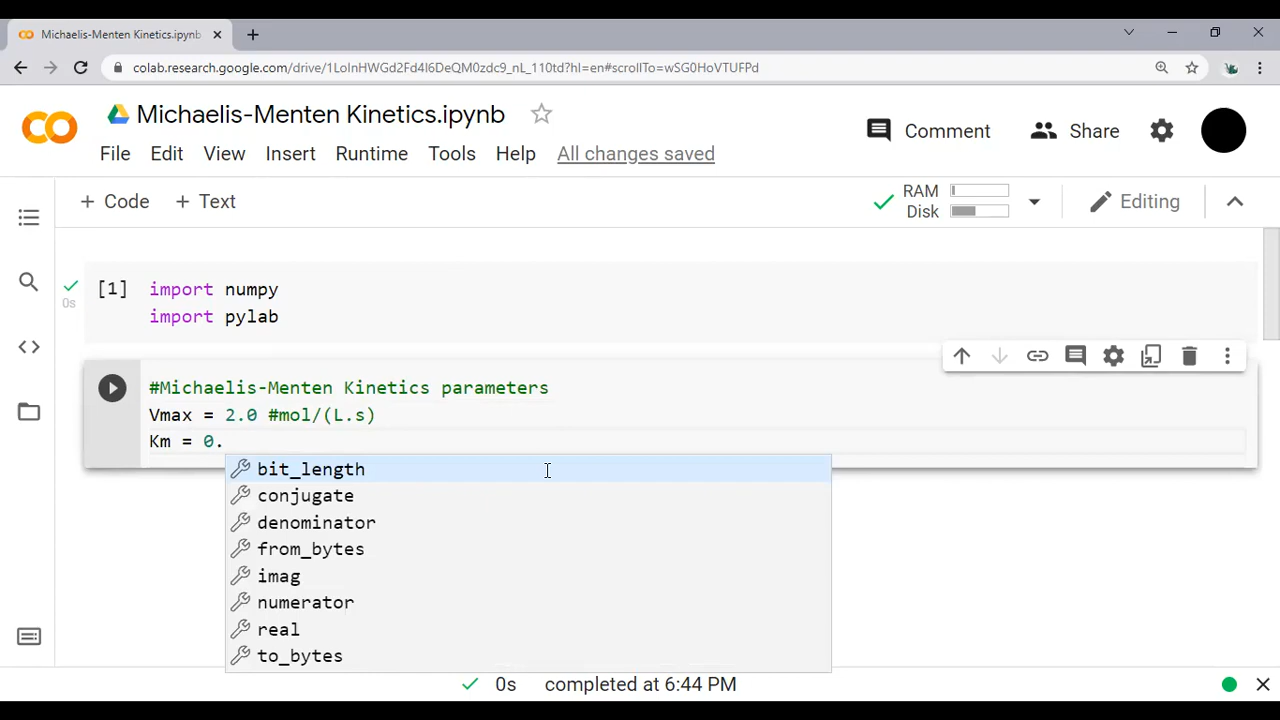 Michaelis-Menten Kinetics.ipynb
colab.research.google.com/drive/1LoInHWGd2Fd4I6DeQM0zdc9_nL_110td?hl=en#scrollTo=wSG0HoVTUFPd
Michaelis-Menten Kinetics.ipynb
Comment Share
File Edit View Insert Runtime Tools Help All changes saved
+ Code + Text RAM Disk Editing
[1] import numpy
0s import pylab
#Michaelis-Menten Kinetics parameters
Vmax = 2.0 #mol/(L.s)
Km = 0.
bit_length
conjugate
denominator
from_bytes
imag
numerator
real
to_bytes
0s completed at 6:44 PM